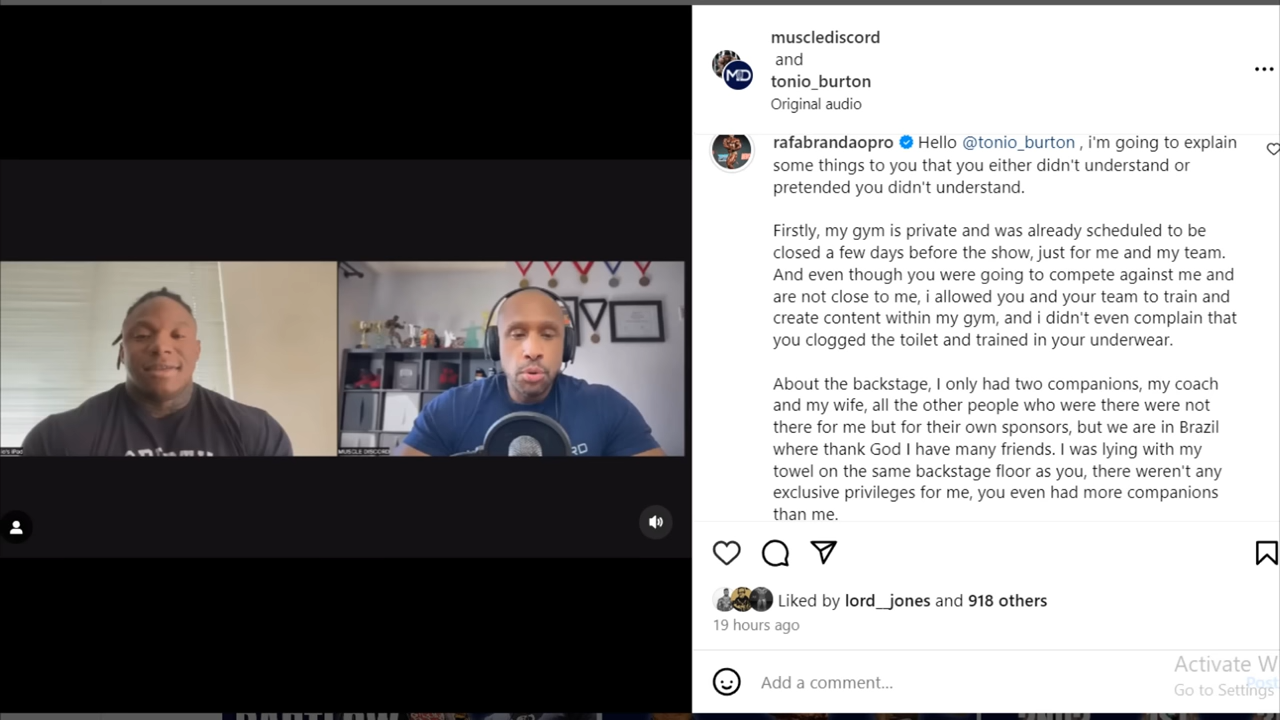 musclediscord
and
tonio_burton
Original audio
MD
rafabrandaopro Hello @tonio_burton , i'm going to explain
some things to you that you either didn't understand or
pretended you didn't understand.
Firstly, my gym is private and was already scheduled to be
closed a few days before the show, just for me and my team.
And even though you were going to compete against me and
are not close to me, i allowed you and your team to train and
create content within my gym, and i didn't even complain that
you clogged the toilet and trained in your underwear.
About the backstage, I only had two companions, my coach
and my wife, all the other people who were there were not
there for me but for their own sponsors, but we are in Brazil
where thank God I have many friends. I was lying with my
towel on the same backstage floor as you, there weren't any
exclusive privileges for me, you even had more companions
than me.
MUSCLE DISCORD
Liked by lord__jones and 918 others
19 hours ago
Add a comment...
Post
Activate W
Go to Settings